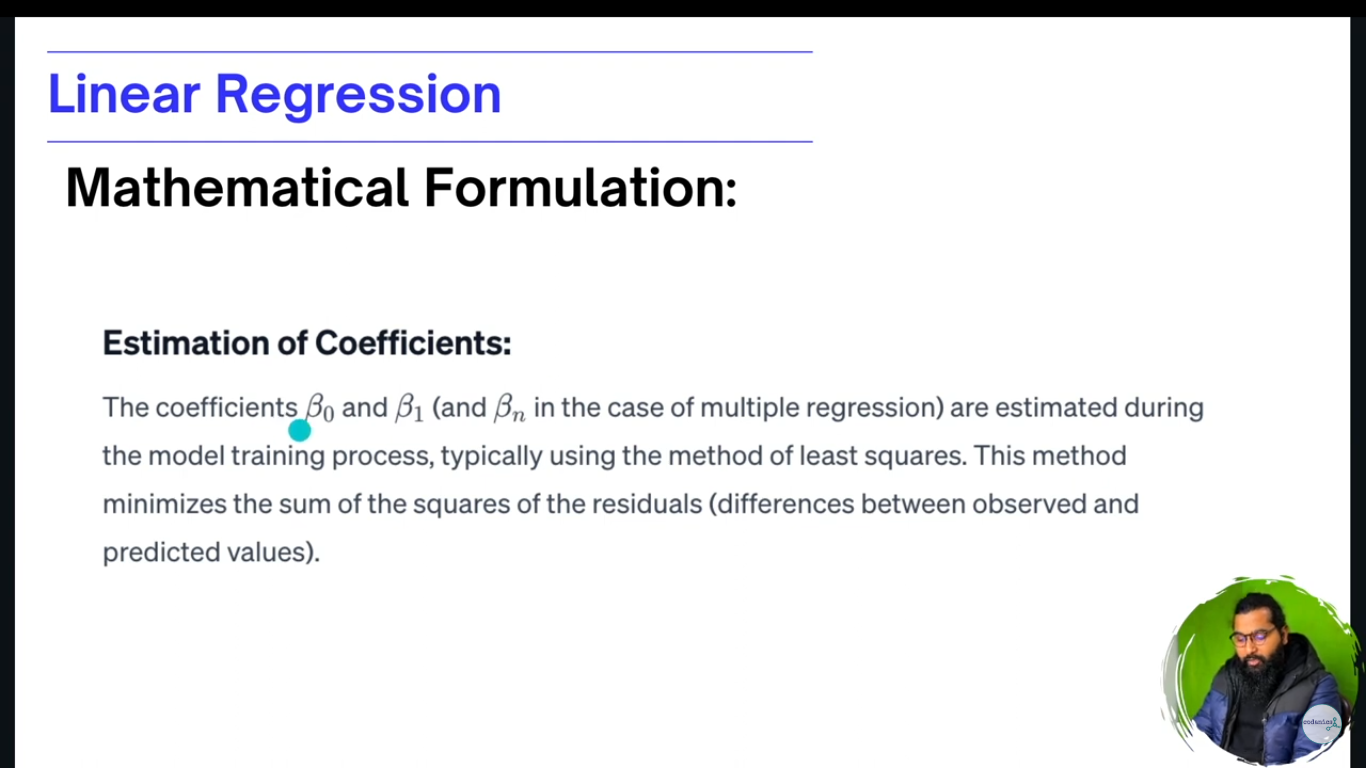 Linear Regression
Mathematical Formulation:
Estimation of Coefficients:
The coefficients β₀ and β₁ (and βₙ in the case of multiple regression) are estimated during
the model training process, typically using the method of least squares. This method
minimizes the sum of the squares of the residuals (differences between observed and
predicted values).
codanics